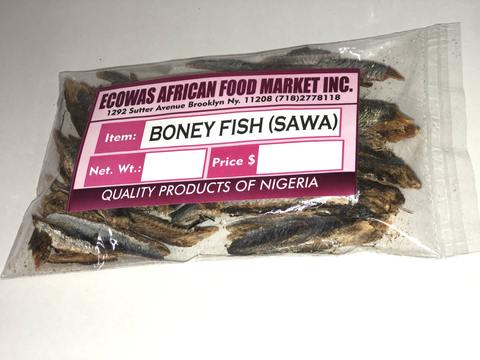 ECOWAS AFRICAN FOOD MARKET INC.
1292 Sutter Avenue Brooklyn Ny. 11208 (718)2778118
Item: BONEY FISH (SAWA)
Net. Wt.: Price $
QUALITY PRODUCTS OF NIGERIA